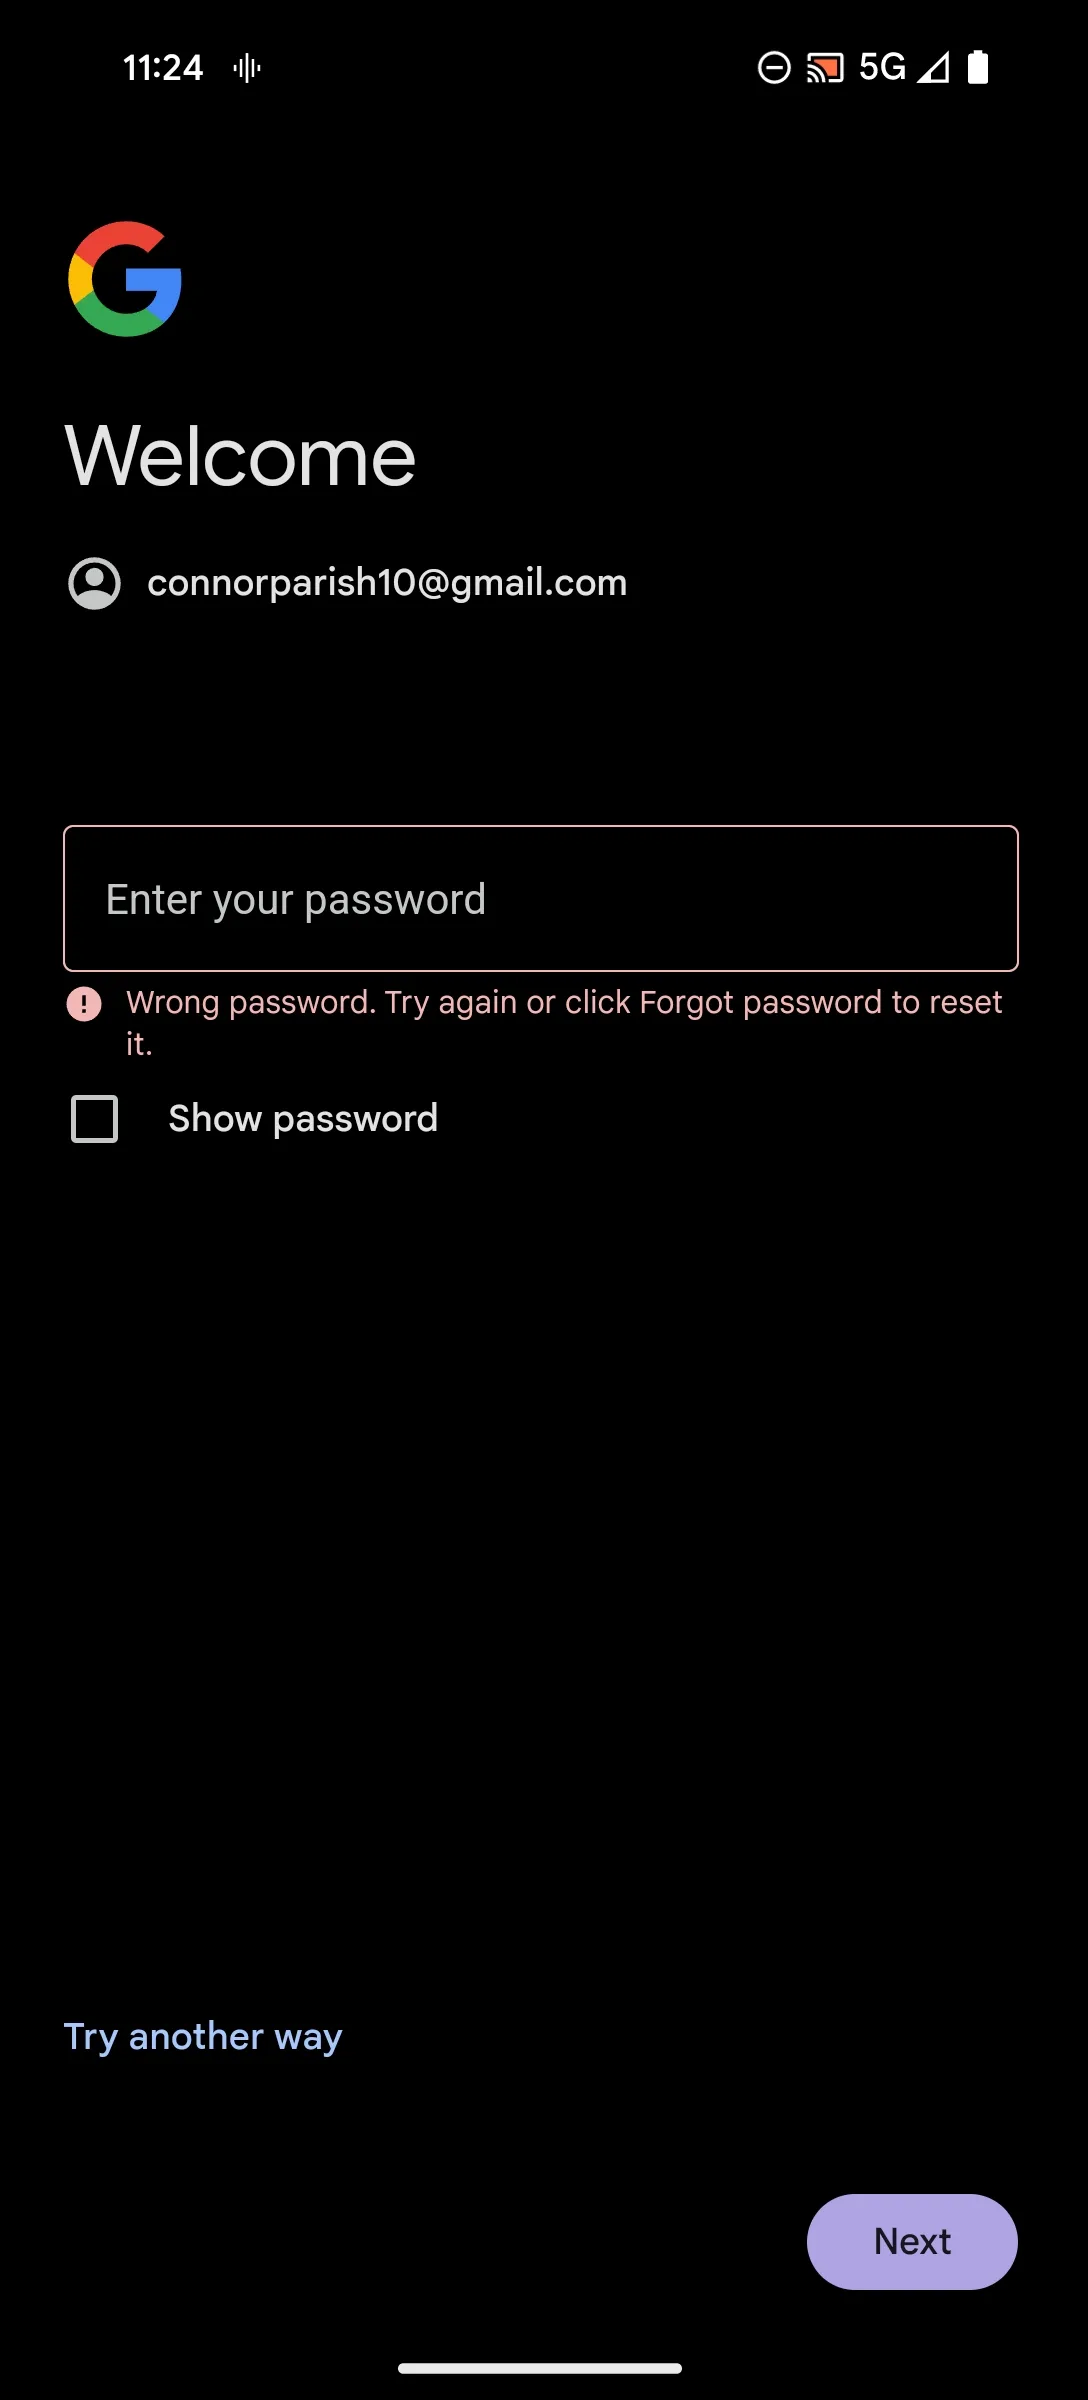 11:24
5G
Welcome
connorparish10@gmail.com
Enter your password
Wrong password. Try again or click Forgot password to reset
it.
Show password
Try another way
Next